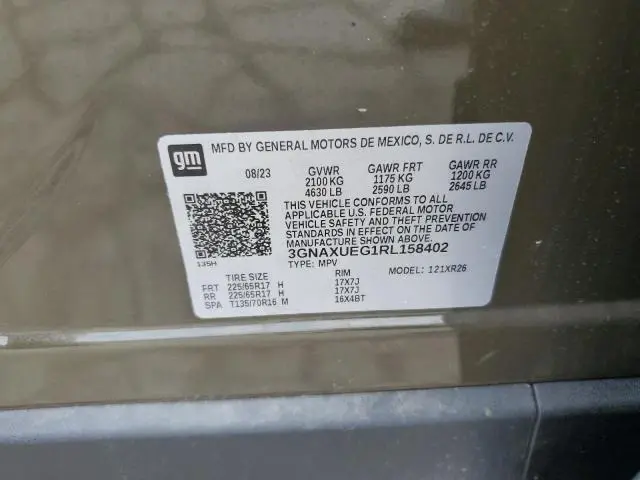 gm
MFD BY GENERAL MOTORS DE MEXICO, S. DE R.L. DE C.V.
08/23 GVWR GAWR FRT GAWR RR
2100 KG 1175 KG 1200 KG
4630 LB 2590 LB 2645 LB
THIS VEHICLE CONFORMS TO ALL
APPLICABLE U.S. FEDERAL MOTOR
VEHICLE SAFETY AND THEFT PREVENTION
STANDARDS IN EFFECT ON THE DATE OF
MANUFACTURE SHOWN ABOVE.
3GNAXUEG1RL158402
135H TYPE: MPV MODEL: 121XR26
TIRE SIZE RIM
FRT 225/65R17 H 17X7J
RR 225/65R17 H 17X7J
SPA T135/70R16 M 16X4BT